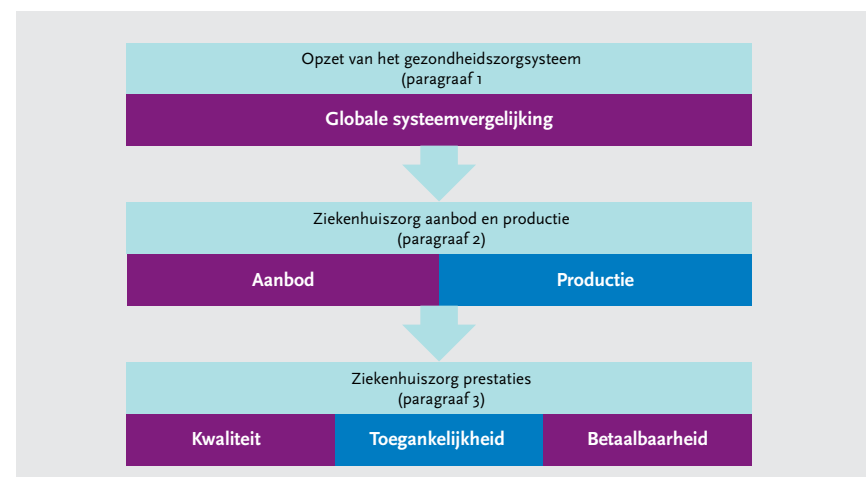 Opzet van het gezondheidszorgsysteem
(paragraaf 1
Globale systeemvergelijking
Ziekenhuiszorg aanbod en productie
(paragraaf 2)
Aanbod
Productie
Ziekenhuiszorg prestaties
(paragraaf 3)
Kwaliteit
Toegankelijkheid
Betaalbaarheid